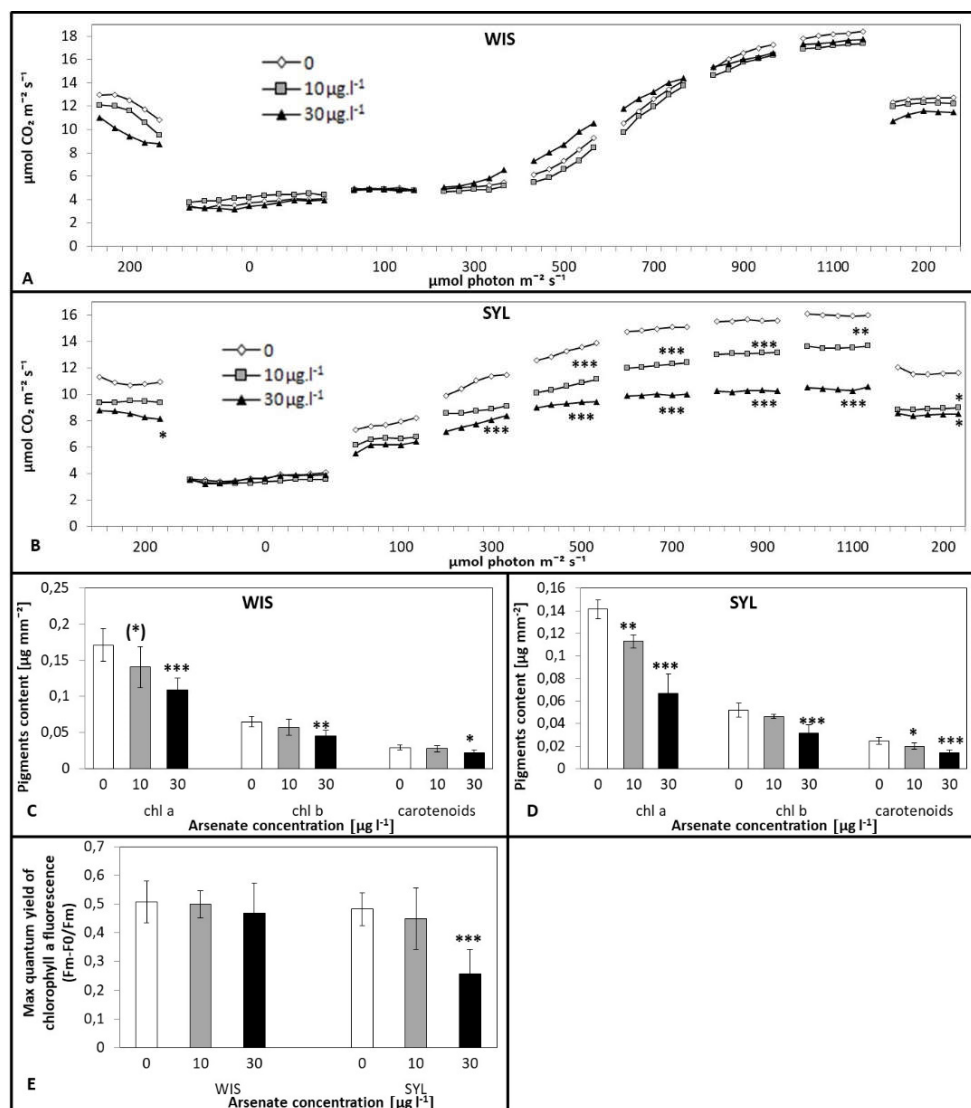 WIS
0
10 µg.l⁻¹
30 µg.l⁻¹
µmol CO₂ m⁻² s⁻¹
18
16
14
12
10
8
6
4
2
0
200 0 100 300 500 700 900 1100 200
µmol photon m⁻² s⁻¹
A
SYL
0
10 µg.l⁻¹
30 µg.l⁻¹
µmol CO₂ m⁻² s⁻¹
16
14
12
10
8
6
4
2
0
* *** *** *** *** *** *** *** ** *** * *
200 0 100 300 500 700 900 1100 200
µmol photon m⁻² s⁻¹
B
WIS
Pigments content [µg mm⁻²]
0,25
0,2
0,15
0,1
0,05
0
(*) *** ** *
0 10 30 0 10 30 0 10 30
chl a chl b carotenoids
Arsenate concentration [µg l⁻¹]
C
SYL
Pigments content [µg mm⁻²]
0,16
0,14
0,12
0,1
0,08
0,06
0,04
0,02
0
** *** *** * ***
0 10 30 0 10 30 0 10 30
chl a chl b carotenoids
Arsenate concentration [µg l⁻¹]
D
Max quantum yield of
chlorophyll a fluorescence
(Fm-F0/Fm)
0,7
0,6
0,5
0,4
0,3
0,2
0,1
0
***
0 10 30 0 10 30
WIS SYL
Arsenate concentration [µg l⁻¹]
E